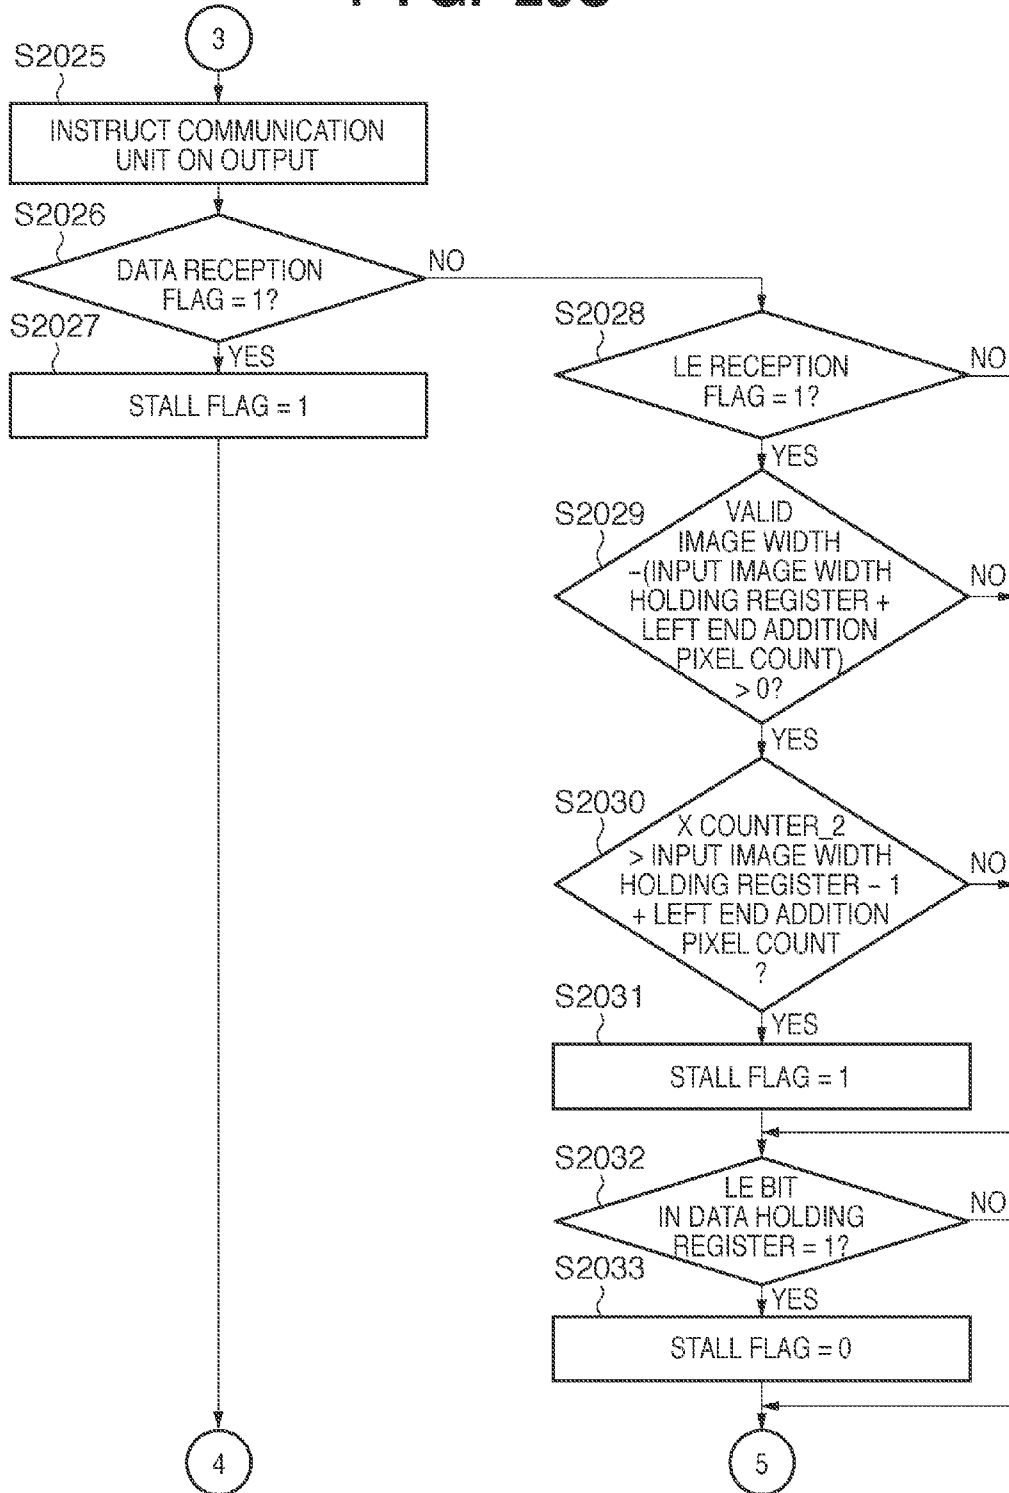 3
S2025
INSTRUCT COMMUNICATION
UNIT ON OUTPUT
S2026
DATA RECEPTION
FLAG = 1?
NO
S2027
YES
STALL FLAG = 1
S2028
LE RECEPTION
FLAG = 1?
NO
YES
S2029
VALID
IMAGE WIDTH
-(INPUT IMAGE WIDTH
HOLDING REGISTER +
LEFT END ADDITION
PIXEL COUNT)
> 0?
NO
YES
S2030
X COUNTER_2
> INPUT IMAGE WIDTH
HOLDING REGISTER - 1
+ LEFT END ADDITION
PIXEL COUNT
?
NO
YES
S2031
STALL FLAG = 1
S2032
LE BIT
IN DATA HOLDING
REGISTER = 1?
NO
S2033
YES
STALL FLAG = 0
4
5